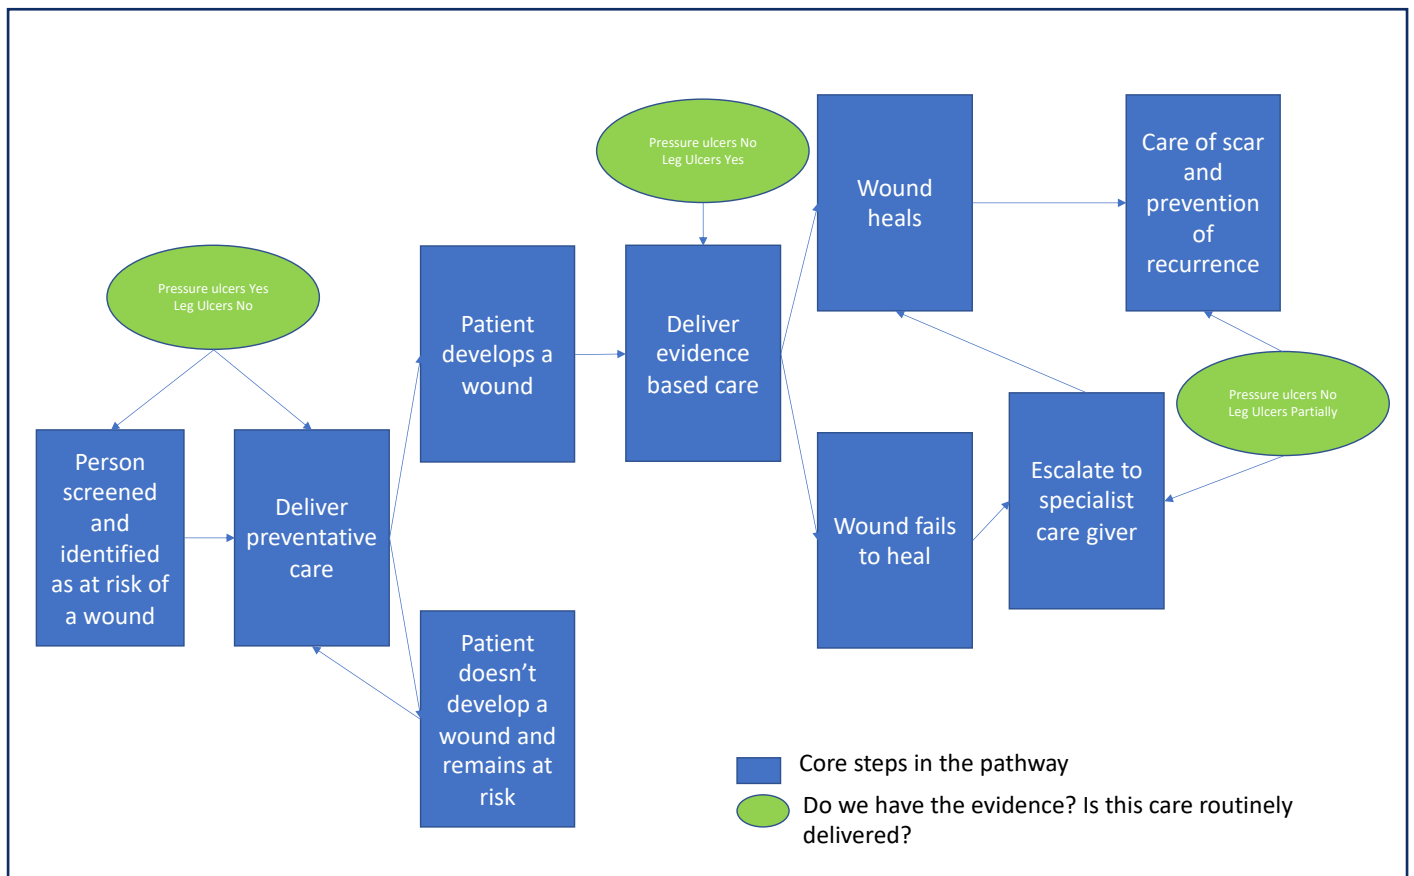 Pressure ulcers Yes
Leg Ulcers No
Person
screened
and
identified
as at risk of
a wound
Deliver
preventative
care
Patient
develops a
wound
Patient
doesn’t
develop a
wound and
remains at
risk
Pressure ulcers No
Leg Ulcers Yes
Deliver
evidence
based care
Wound
heals
Wound fails
to heal
Escalate to
specialist
care giver
Care of scar
and
prevention
of
recurrence
Pressure ulcers No
Leg Ulcers Partially
Core steps in the pathway
Do we have the evidence? Is this care routinely
delivered?